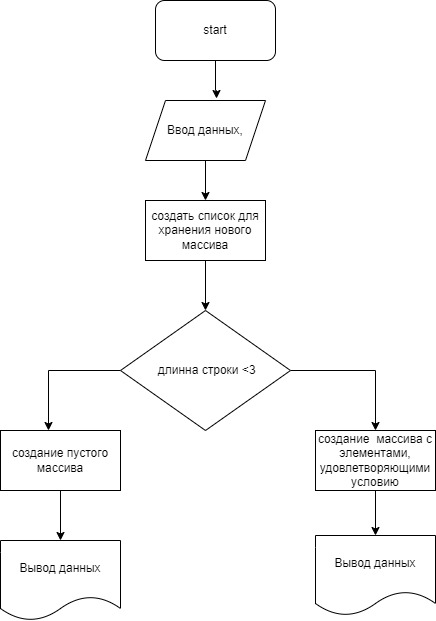 start
Ввод данных,
создать список для
хранения нового
массива
длинна строки <3
создание пустого
массива
создание массива с
элементами,
удовлетворяющими
условию
Вывод данных
Вывод данных